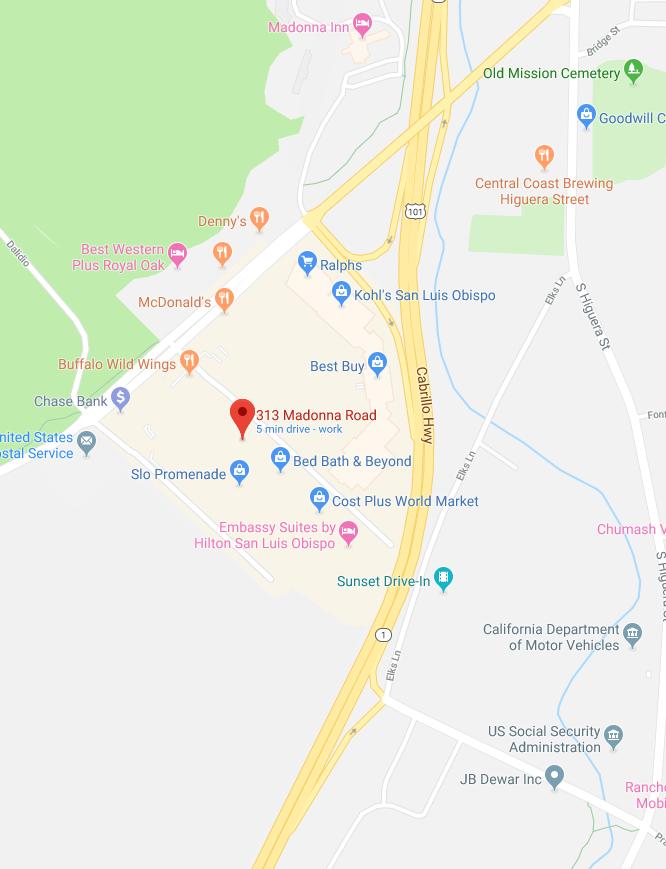 Madonna Inn
Bridge St
Old Mission Cemetery
Goodwill C
Central Coast Brewing
Higuera Street
101
Denny's
Dalidio
Best Western
Plus Royal Oak
Ralphs
Elks Ln
S Higuera St
Kohl's San Luis Obispo
McDonald's
Buffalo Wild Wings
Best Buy
Cabrillo Hwy
Chase Bank
$
313 Madonna Road
5 min drive - work
Font
nited States
ostal Service
Bed Bath & Beyond
Elks Ln
Slo Promenade
Cost Plus World Market
Embassy Suites by
Hilton San Luis Obispo
Chumash V
S Higuera St
Sunset Drive-In
1
California Department
of Motor Vehicles
Elks Ln
US Social Security
Administration
JB Dewar Inc
Ranch
Mobi
Pra